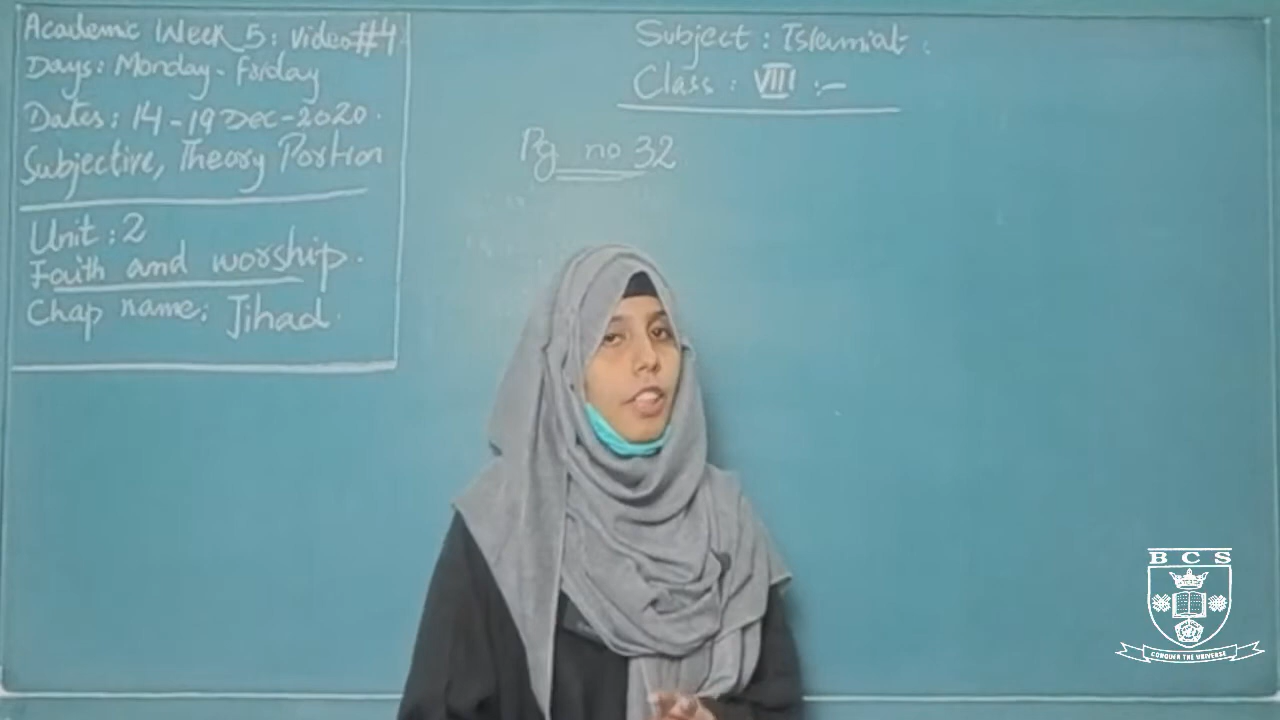 Academic Week 5: Video#4
Days: Monday-Friday
Dates: 14-19 Dec-2020.
Subjective, Theory Portion
Unit: 2
Faith and worship.
Chap name: Jihad.
Subject: Islamiat:
Class: VIII :-
Pg no 32
BCS
CONQUER THE UNIVERSE